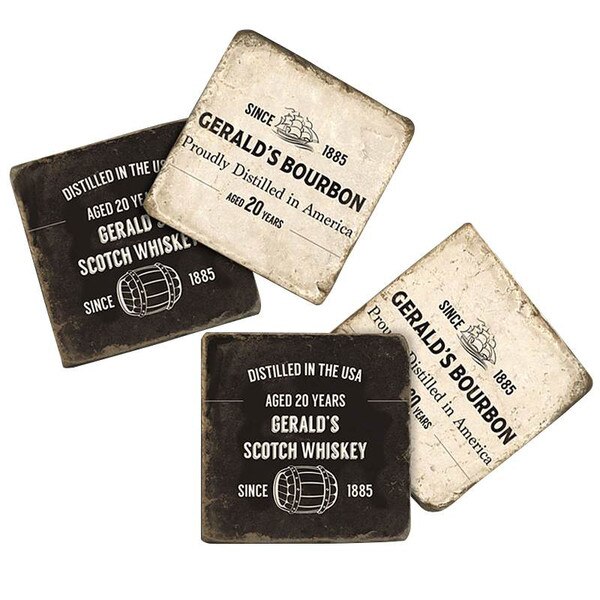 SINCE 1885
GERALD'S BOURBON
Proudly Distilled in America
AGED 20 YEARS
DISTILLED IN THE USA
AGED 20 YEARS
GERALD'S
SCOTCH WHISKEY
SINCE 1885
SINCE 1885
GERALD'S BOURBON
Distilled in America
20 YEARS
DISTILLED IN THE USA
AGED 20 YEARS
GERALD'S
SCOTCH WHISKEY
SINCE 1885